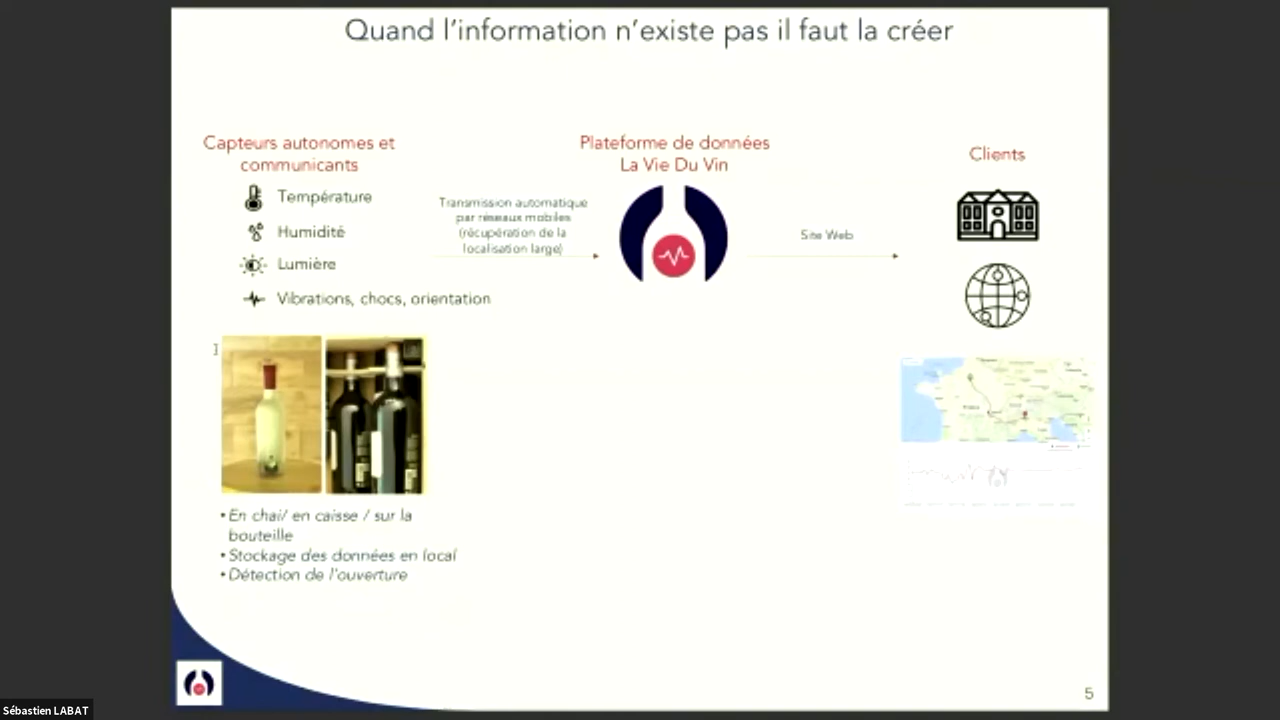 Quand l'information n'existe pas il faut la créer
Capteurs autonomes et
communicants
Température
Humidité
Lumière
Vibrations, chocs, orientation
Transmission automatique
par réseaux mobiles
(récupération de la
localisation large)
Plateforme de données
La Vie Du Vin
Site Web
Clients
• En chai/ en caisse / sur la
bouteille
• Stockage des données en local
• Détection de l'ouverture
5
Sébastien LABAT